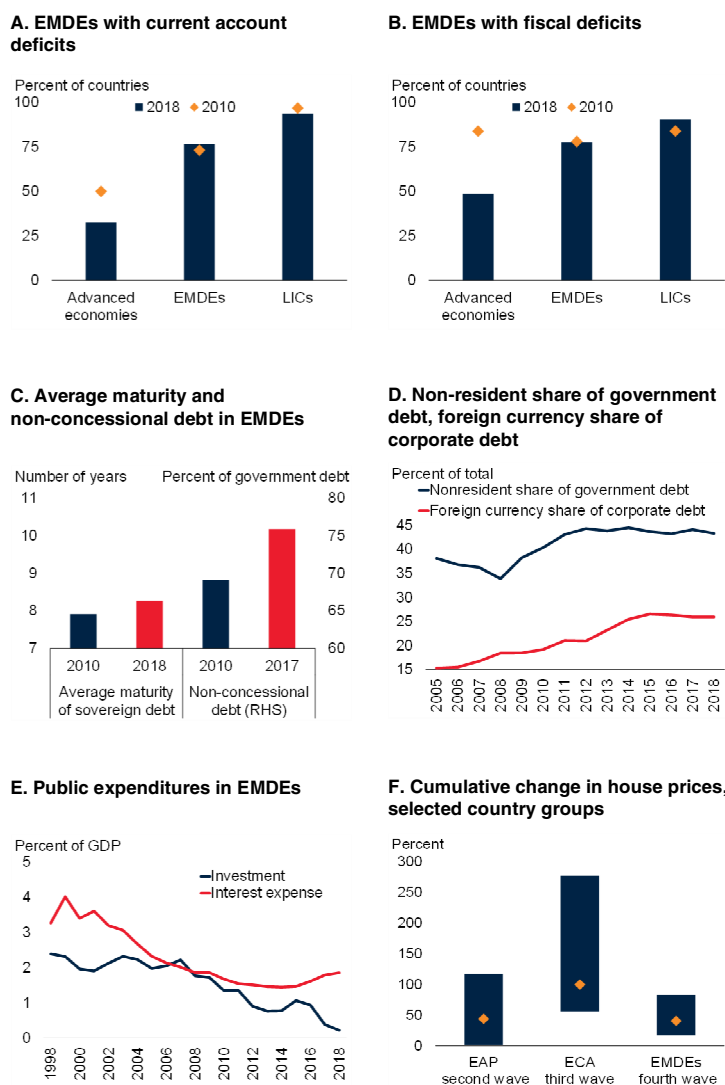 A. EMDEs with current account
deficits
Percent of countries
100
2018
2010
75
50
25
0
Advanced
economies
EMDEs
LICs
B. EMDEs with fiscal deficits
Percent of countries
100
2018
2010
75
50
25
0
Advanced
economies
EMDEs
LICs
C. Average maturity and
non-concessional debt in EMDEs
Number of years
Percent of government debt
11
10
9
8
7
80
75
70
65
60
2010
2018
2010
2017
Average maturity
of sovereign debt
Non-concessional
debt (RHS)
D. Non-resident share of government
debt, foreign currency share of
corporate debt
Percent of total
Nonresident share of government debt
Foreign currency share of corporate debt
45
40
35
30
25
20
15
2005
2006
2007
2008
2009
2010
2011
2012
2013
2014
2015
2016
2017
2018
E. Public expenditures in EMDEs
Percent of GDP
5
Investment
Interest expense
4
3
2
1
0
1998
2000
2002
2004
2006
2008
2010
2012
2014
2016
2018
F. Cumulative change in house prices,
selected country groups
Percent
300
250
200
150
100
50
0
EAP
second wave
ECA
third wave
EMDEs
fourth wave